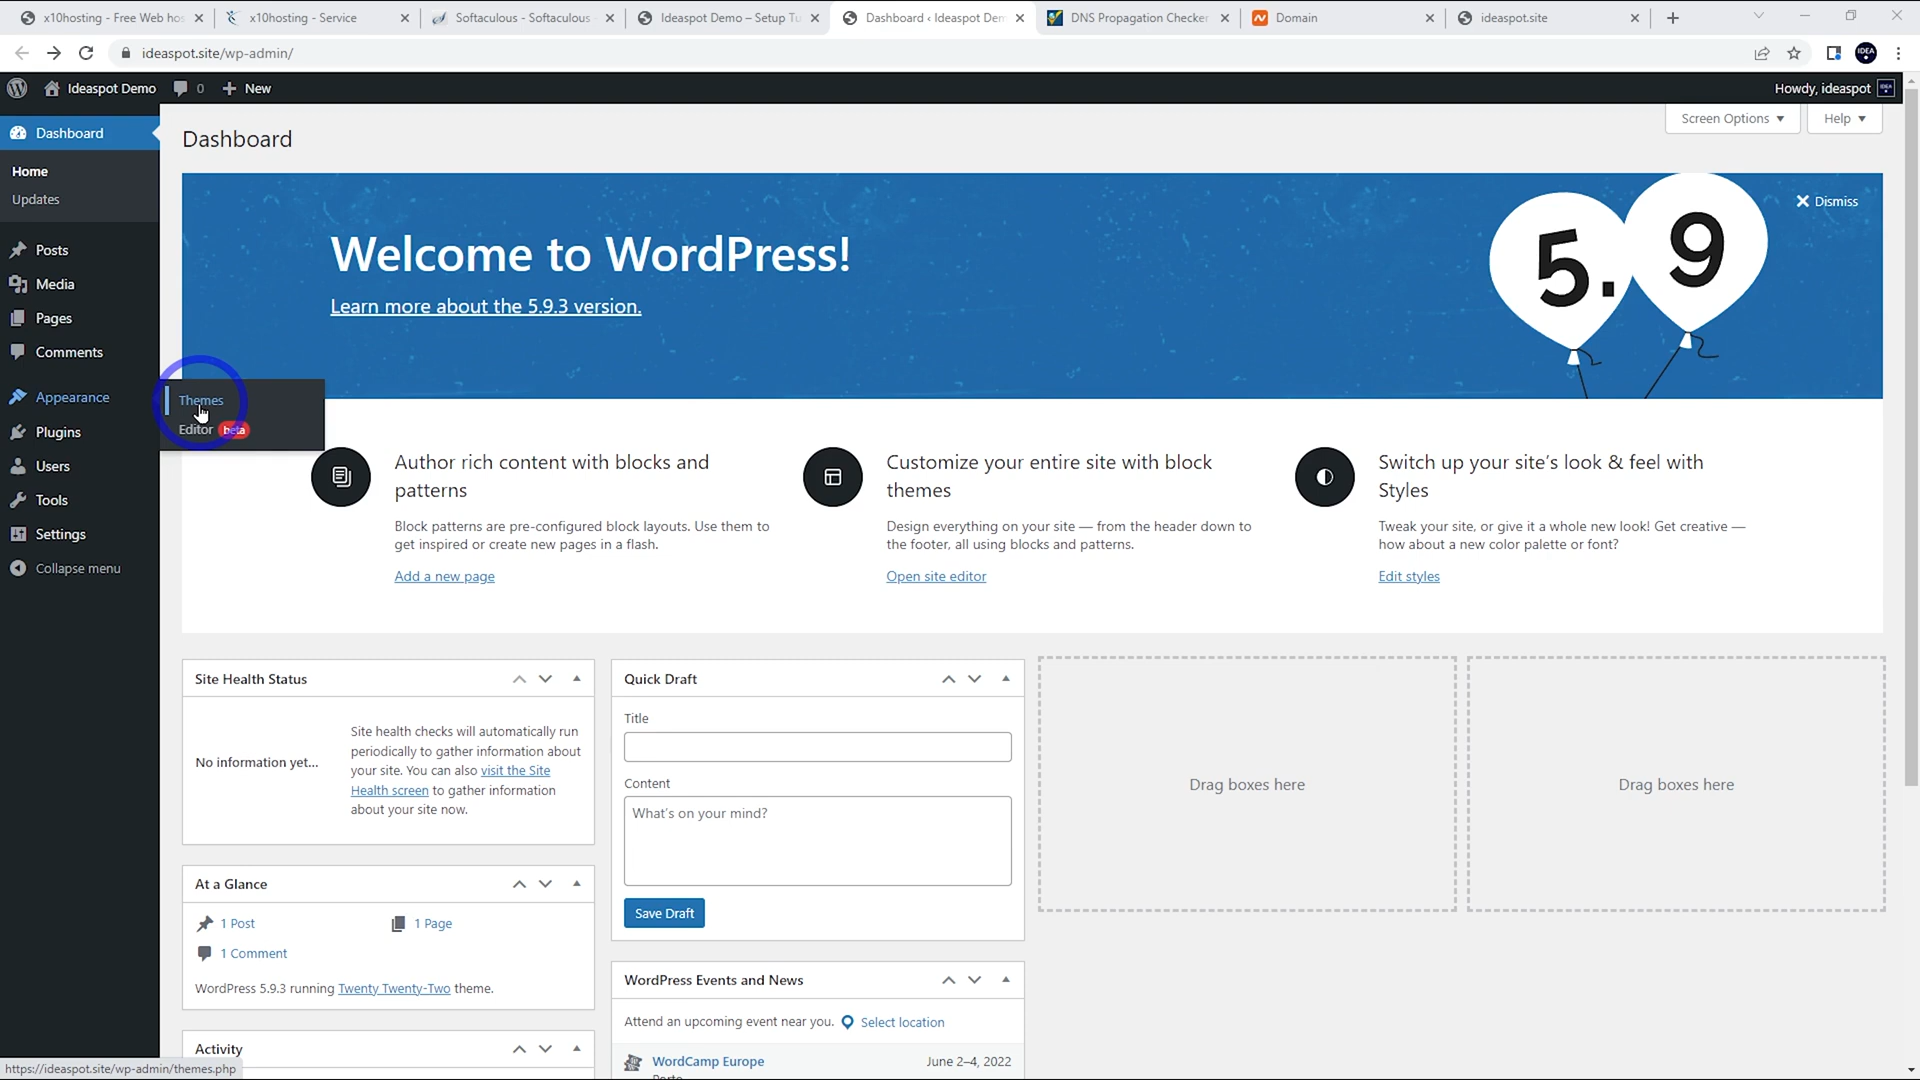 x10hosting - Free Web hos
x10hosting - Service
Softaculous - Softaculous -
Ideaspot Demo – Setup Tu
Dashboard ‹ Ideaspot Dem
DNS Propagation Checker
Domain
ideaspot.site
ideaspot.site/wp-admin/
IDEA
Ideaspot Demo
0
New
Howdy, ideaspot
Dashboard
Home
Updates
Posts
Media
Pages
Comments
Appearance
Themes
Editor beta
Plugins
Users
Tools
Settings
Collapse menu
Dashboard
Screen Options
Help
Welcome to WordPress!
Learn more about the 5.9.3 version.
5.9
Dismiss
Author rich content with blocks and
patterns
Block patterns are pre-configured block layouts. Use them to
get inspired or create new pages in a flash.
Add a new page
Customize your entire site with block
themes
Design everything on your site — from the header down to
the footer, all using blocks and patterns.
Open site editor
Switch up your site’s look & feel with
Styles
Tweak your site, or give it a whole new look! Get creative —
how about a new color palette or font?
Edit styles
Site Health Status
No information yet…
Site health checks will automatically run
periodically to gather information about
your site. You can also visit the Site
Health screen to gather information
about your site now.
At a Glance
1 Post
1 Page
1 Comment
WordPress 5.9.3 running Twenty Twenty-Two theme.
Activity
Quick Draft
Title
Content
What’s on your mind?
Save Draft
WordPress Events and News
Attend an upcoming event near you. Select location
WordCamp Europe
June 2–4, 2022
Porto
Drag boxes here
Drag boxes here
https://ideaspot.site/wp-admin/themes.php